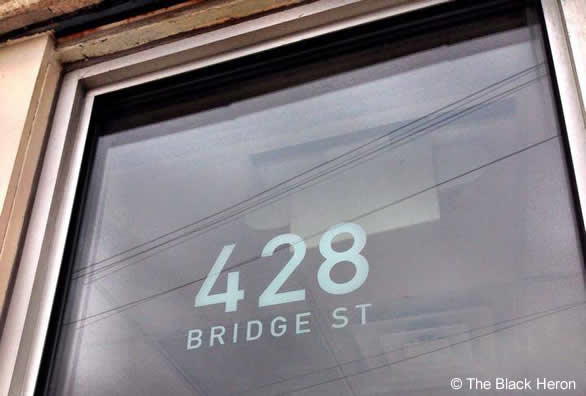 428
BRIDGE ST
© The Black Heron